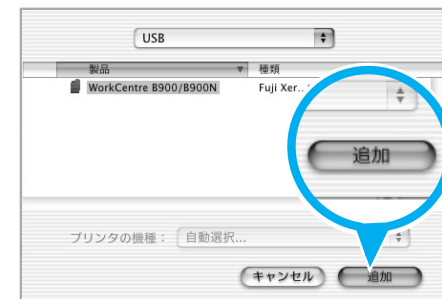 USB
製品 種類
WorkCentre B900/B900N Fuji Xer..
追加
プリンタの機種： 自動選択...
キャンセル 追加